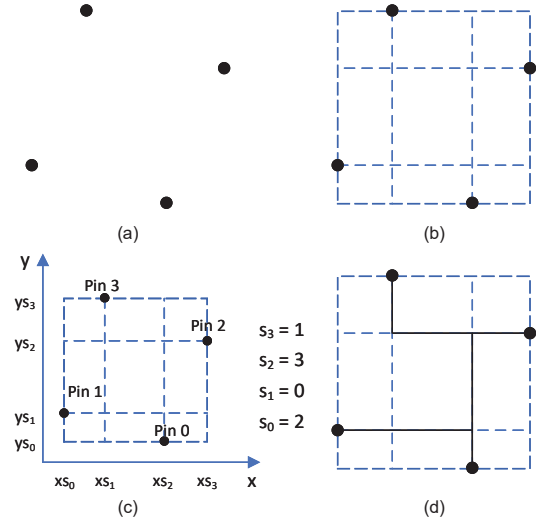 (a)
(b)
y
Pin 3
ys₃
Pin 2
ys₂
Pin 1
ys₁
Pin 0
ys₀
xs₀ xs₁ xs₂ xs₃ x
(c)
s₃ = 1
s₂ = 3
s₁ = 0
s₀ = 2
(d)